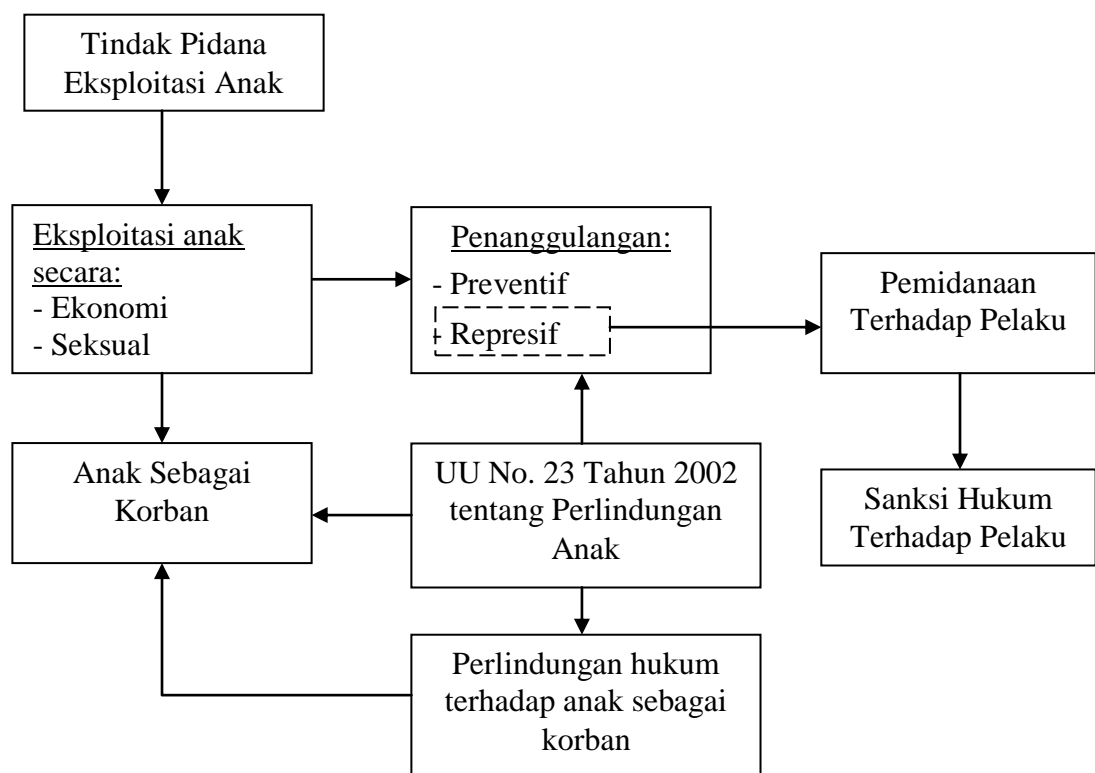 Tindak Pidana
Eksploitasi Anak
Eksploitasi anak
secara:
- Ekonomi
- Seksual
Penanggulangan:
- Preventif
- Represif
Pemidanaan
Terhadap Pelaku
Anak Sebagai
Korban
UU No. 23 Tahun 2002
tentang Perlindungan
Anak
Sanksi Hukum
Terhadap Pelaku
Perlindungan hukum
terhadap anak sebagai
korban